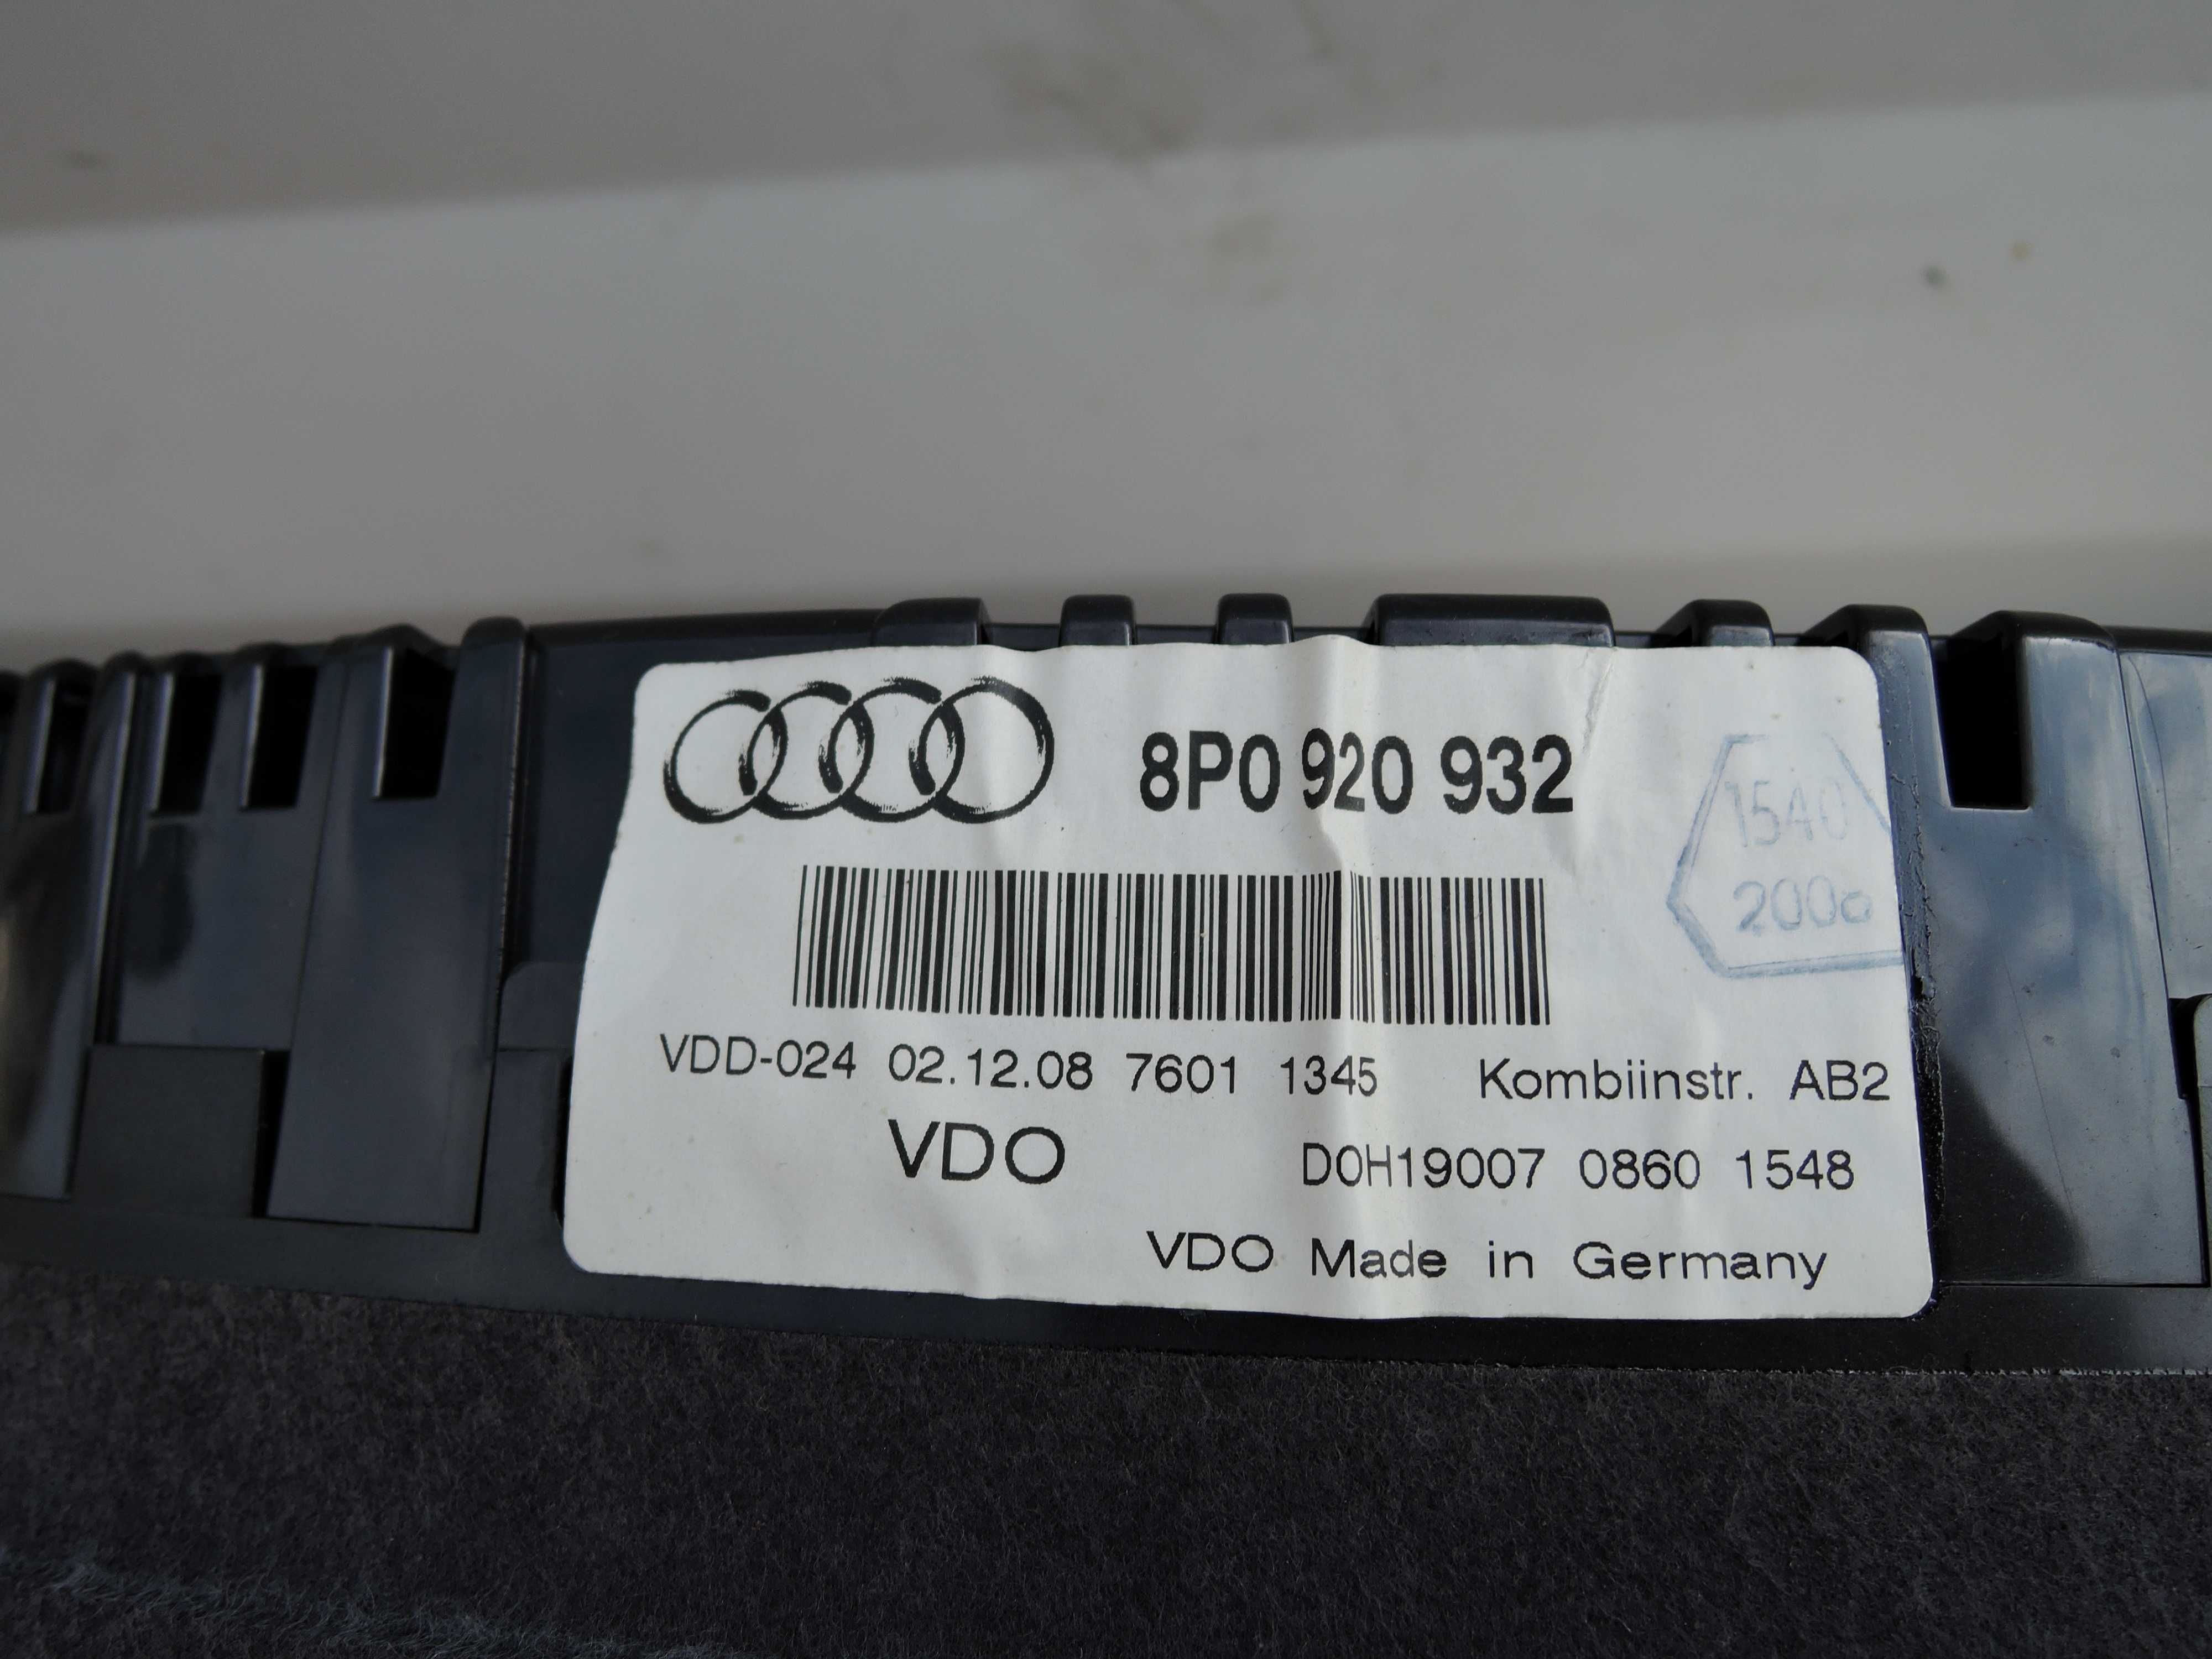 8P0 920 932
1540
200
VDD-024 02.12.08 7601 1345 Kombiinstr. AB2
VDO D0H19007 0860 1548
VDO Made in Germany